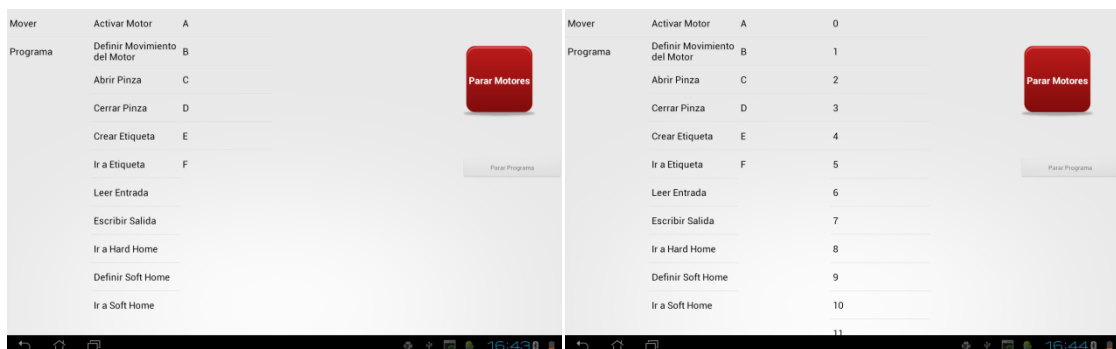 Mover Activar Motor A
Programa Definir Movimiento del Motor B
Abrir Pinza C
Parar Motores
Cerrar Pinza D
Crear Etiqueta E
Ir a Etiqueta F
Parar Programa
Leer Entrada
Escribir Salida
Ir a Hard Home
Definir Soft Home
Ir a Soft Home
16:43
Mover Activar Motor A 0
Programa Definir Movimiento del Motor B 1
Abrir Pinza C 2
Parar Motores
Cerrar Pinza D 3
Crear Etiqueta E 4
Ir a Etiqueta F 5
Parar Programa
Leer Entrada 6
Escribir Salida 7
Ir a Hard Home 8
Definir Soft Home 9
Ir a Soft Home 10
11
16:44